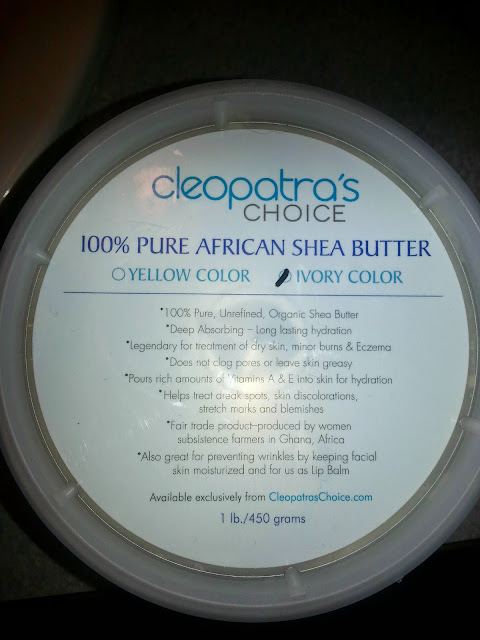 cleopatra's
CHOICE
100% PURE AFRICAN SHEA BUTTER
YELLOW COLOR IVORY COLOR
*100% Pure, Unrefined, Organic Shea Butter
*Deep Absorbing – Long lasting hydration
*Legendary for treatment of dry skin, minor burns & Eczema
*Does not clog pores or leave skin greasy
*Pours rich amounts of Vitamins A & E into skin for hydration
*Helps treat dreak spots, skin discolorations,
stretch marks and blemishes
*Fair trade product–produced by women
subsistence farmers in Ghana, Africa
*Also great for preventing wrinkles by keeping facial
skin moisturized and for us as Lip Balm
Available exclusively from CleopatrasChoice.com
1 lb./450 grams